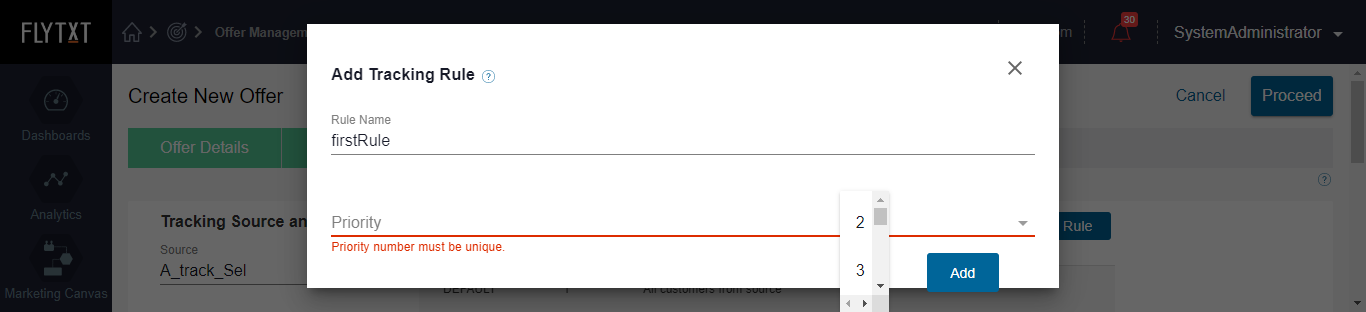 FLYTXT
Offer Managem
m
30
SystemAdministrator
Add Tracking Rule ?
Create New Offer
Cancel
Proceed
Rule Name
firstRule
Dashboards
Offer Details
?
Analytics
Tracking Source an
Priority
2
Rule
Priority number must be unique.
Source
A_track_Sel
3
Add
Marketing Canvas
DEFAULT
1
All customers from source